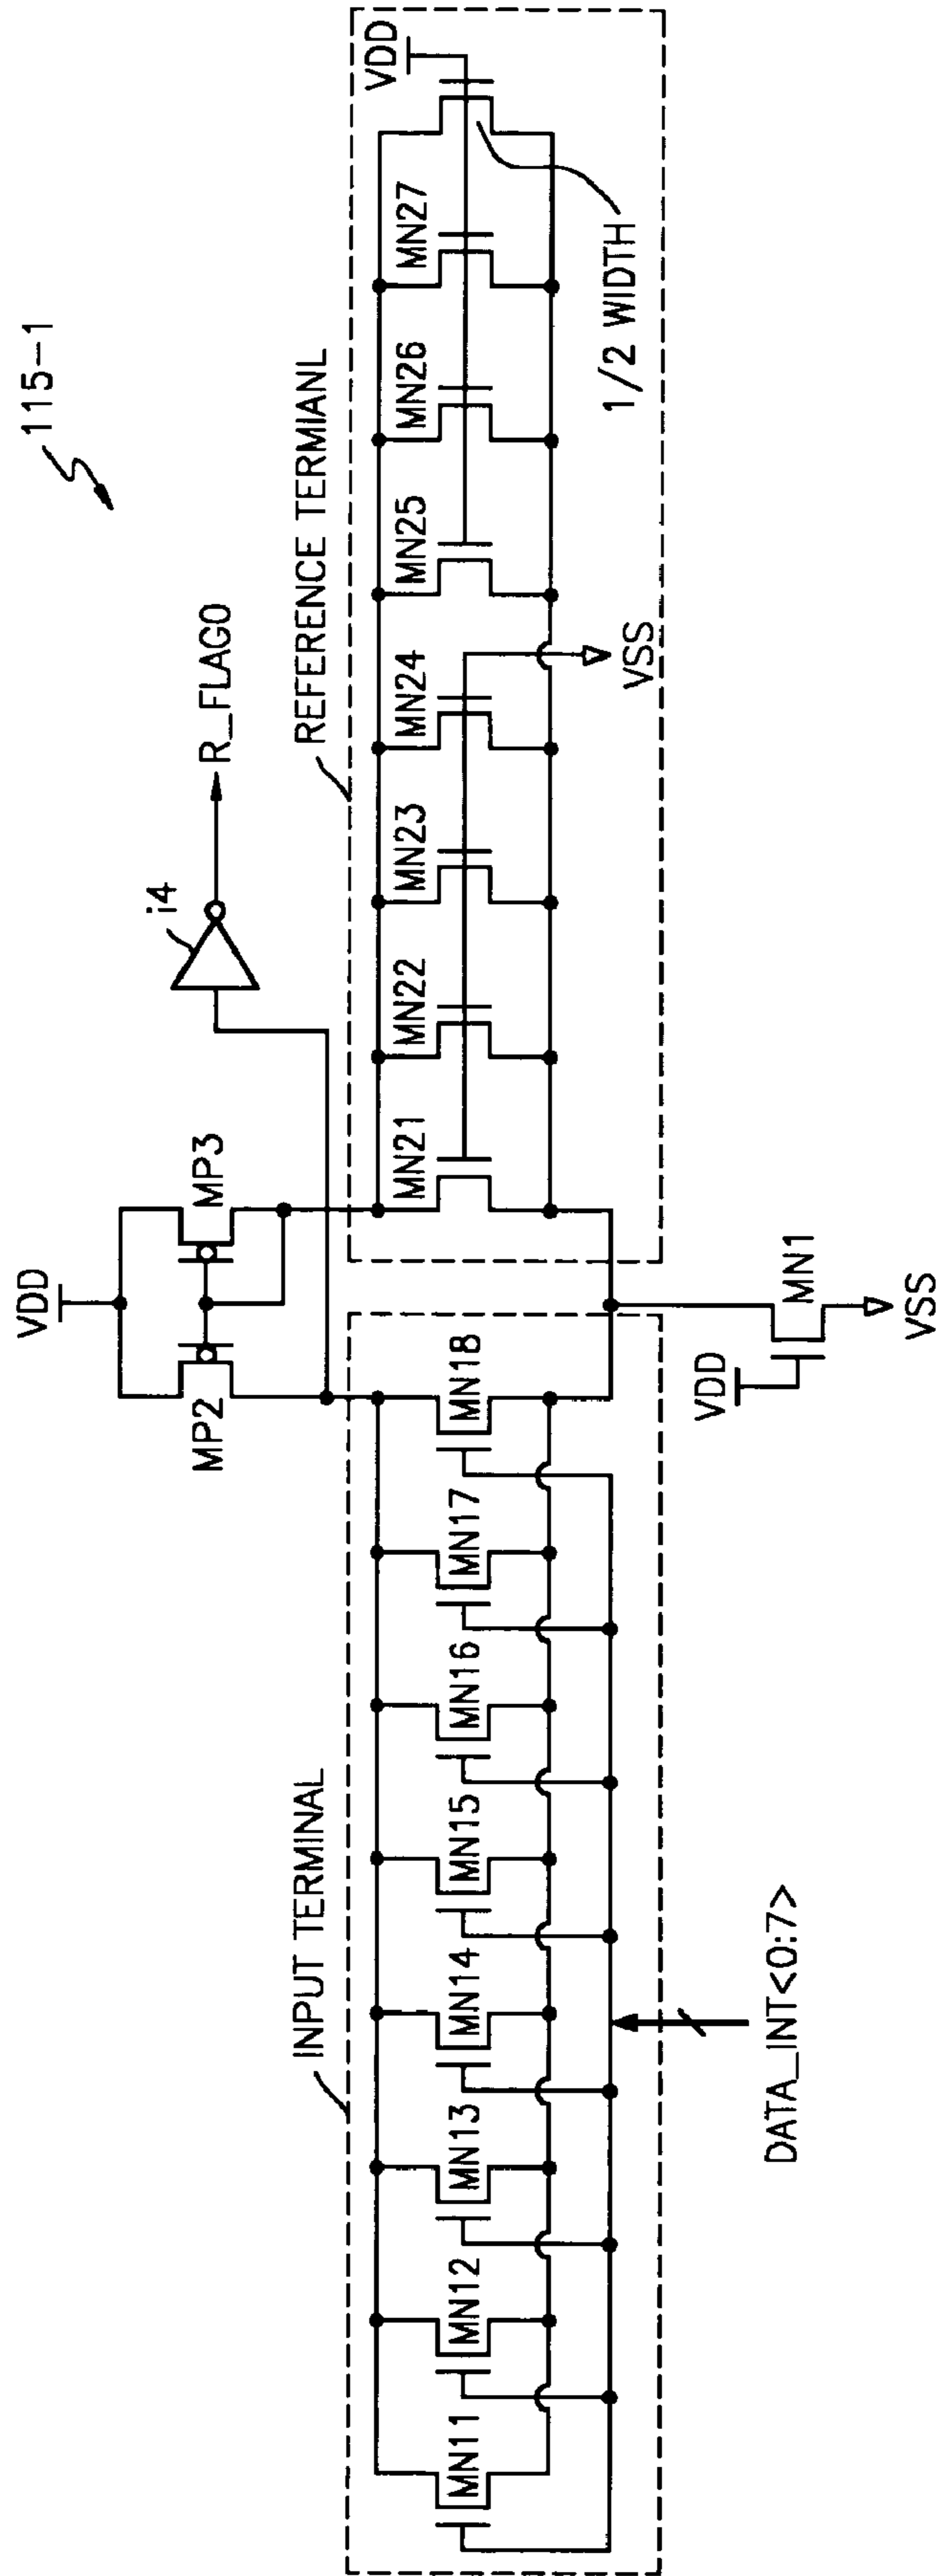 115-1
VDD
i4
R_FLAG0
MP2
MP3
INPUT TERMINAL
REFERENCE TERMIANL
MN11
MN12
MN13
MN14
MN15
MN16
MN17
MN18
MN21
MN22
MN23
MN24
MN25
MN26
MN27
VDD
VSS
1/2 WIDTH
DATA_INT<0:7>
VDD
MN1
VSS